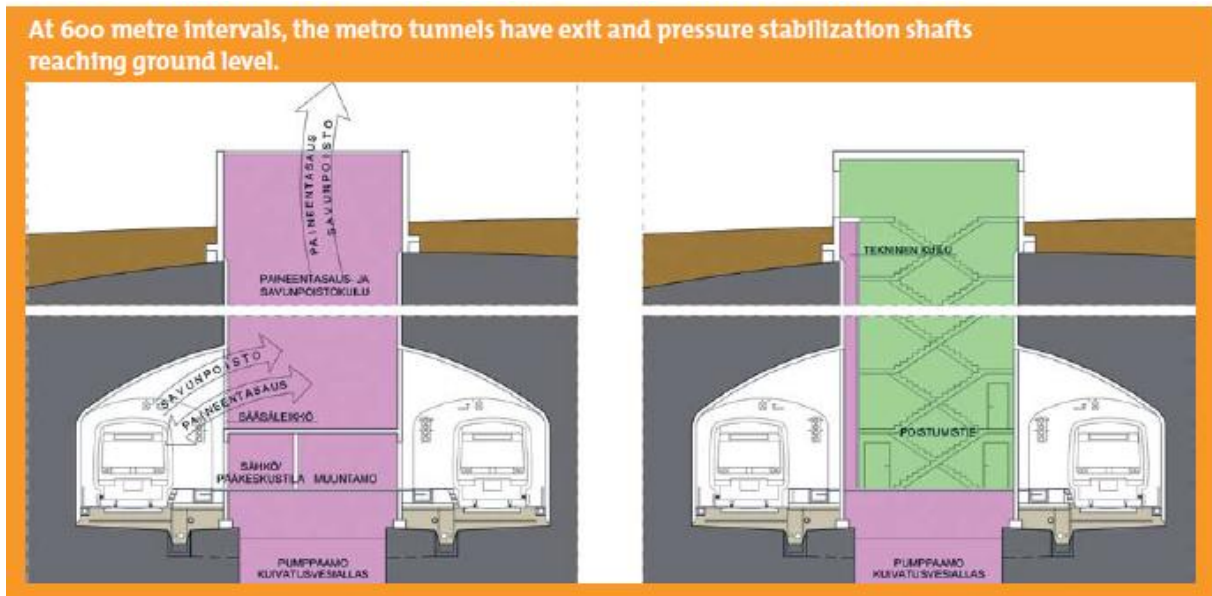 At 600 metre intervals, the metro tunnels have exit and pressure stabilization shafts
reaching ground level.
PAINEENTASAUS
SAVUNPOISTO
PAINEENTASAUS- JA
SAVUNPOISTOKUILU
SAVUNPOISTO
PAINEENTASAUS
SÄÄSÄLEIKKÖ
SÄHKÖ/
PÄÄKESKUSTILA
MUUNTAMO
PUMPPAAMO
KUIVATUSVESIALLAS
TEKNINEN KUILU
POISTUMISTIE
PUMPPAAMO
KUIVATUSVESIALLAS